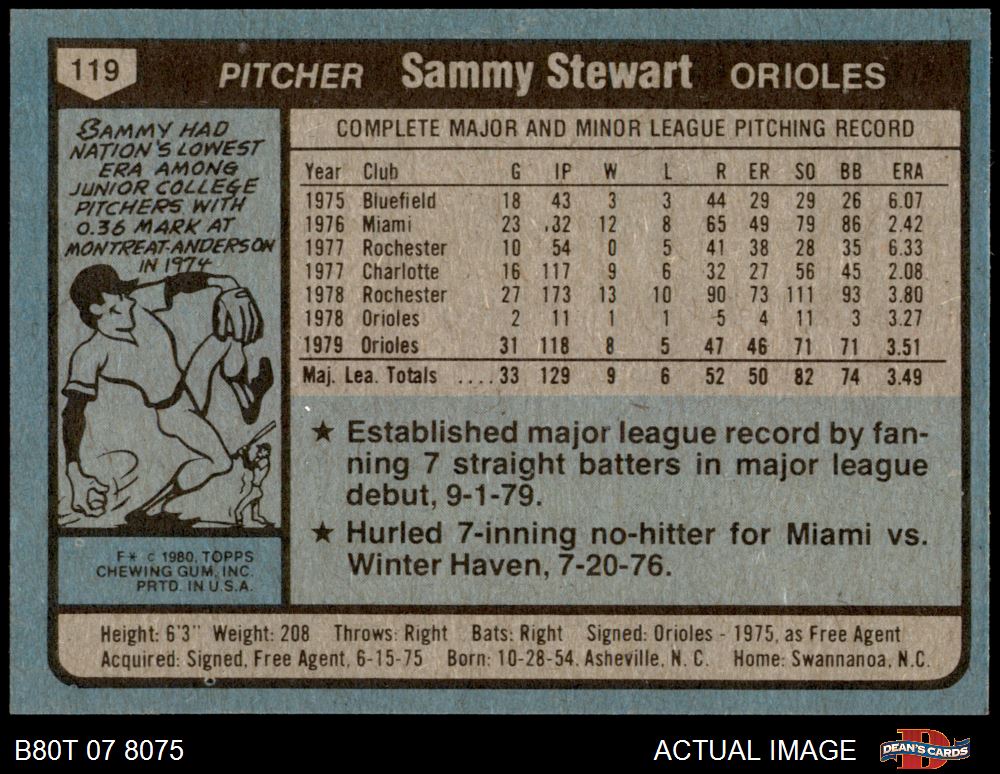 119 PITCHER Sammy Stewart ORIOLES
SAMMY HAD
NATION'S LOWEST
ERA AMONG
JUNIOR COLLEGE
PITCHERS WITH
0.36 MARK AT
MONTREAT-ANDERSON
IN 1974
COMPLETE MAJOR AND MINOR LEAGUE PITCHING RECORD
Year Club G IP W L R ER SO BB ERA
1975 Bluefield 18 43 3 3 44 29 29 26 6.07
1976 Miami 23 .32 12 8 65 49 79 86 2.42
1977 Rochester 10 54 0 5 41 38 28 35 6.33
1977 Charlotte 16 117 9 6 32 27 56 45 2.08
1978 Rochester 27 173 13 10 90 73 111 93 3.80
1978 Orioles 2 11 1 1 5 4 11 3 3.27
1979 Orioles 31 118 8 5 47 46 71 71 3.51
Maj. Lea. Totals ....33 129 9 6 52 50 82 74 3.49
★ Established major league record by fan-
ning 7 straight batters in major league
debut, 9-1-79.
★ Hurled 7-inning no-hitter for Miami vs.
Winter Haven, 7-20-76.
F* © 1980, TOPPS
CHEWING GUM, INC.
PRTD. IN U.S.A.
Height: 6'3" Weight: 208 Throws: Right Bats: Right Signed: Orioles - 1975, as Free Agent
Acquired: Signed, Free Agent, 6-15-75 Born: 10-28-54, Asheville, N. C. Home: Swannanoa, N.C.
B80T 07 8075 ACTUAL IMAGE DEAN'S CARDS